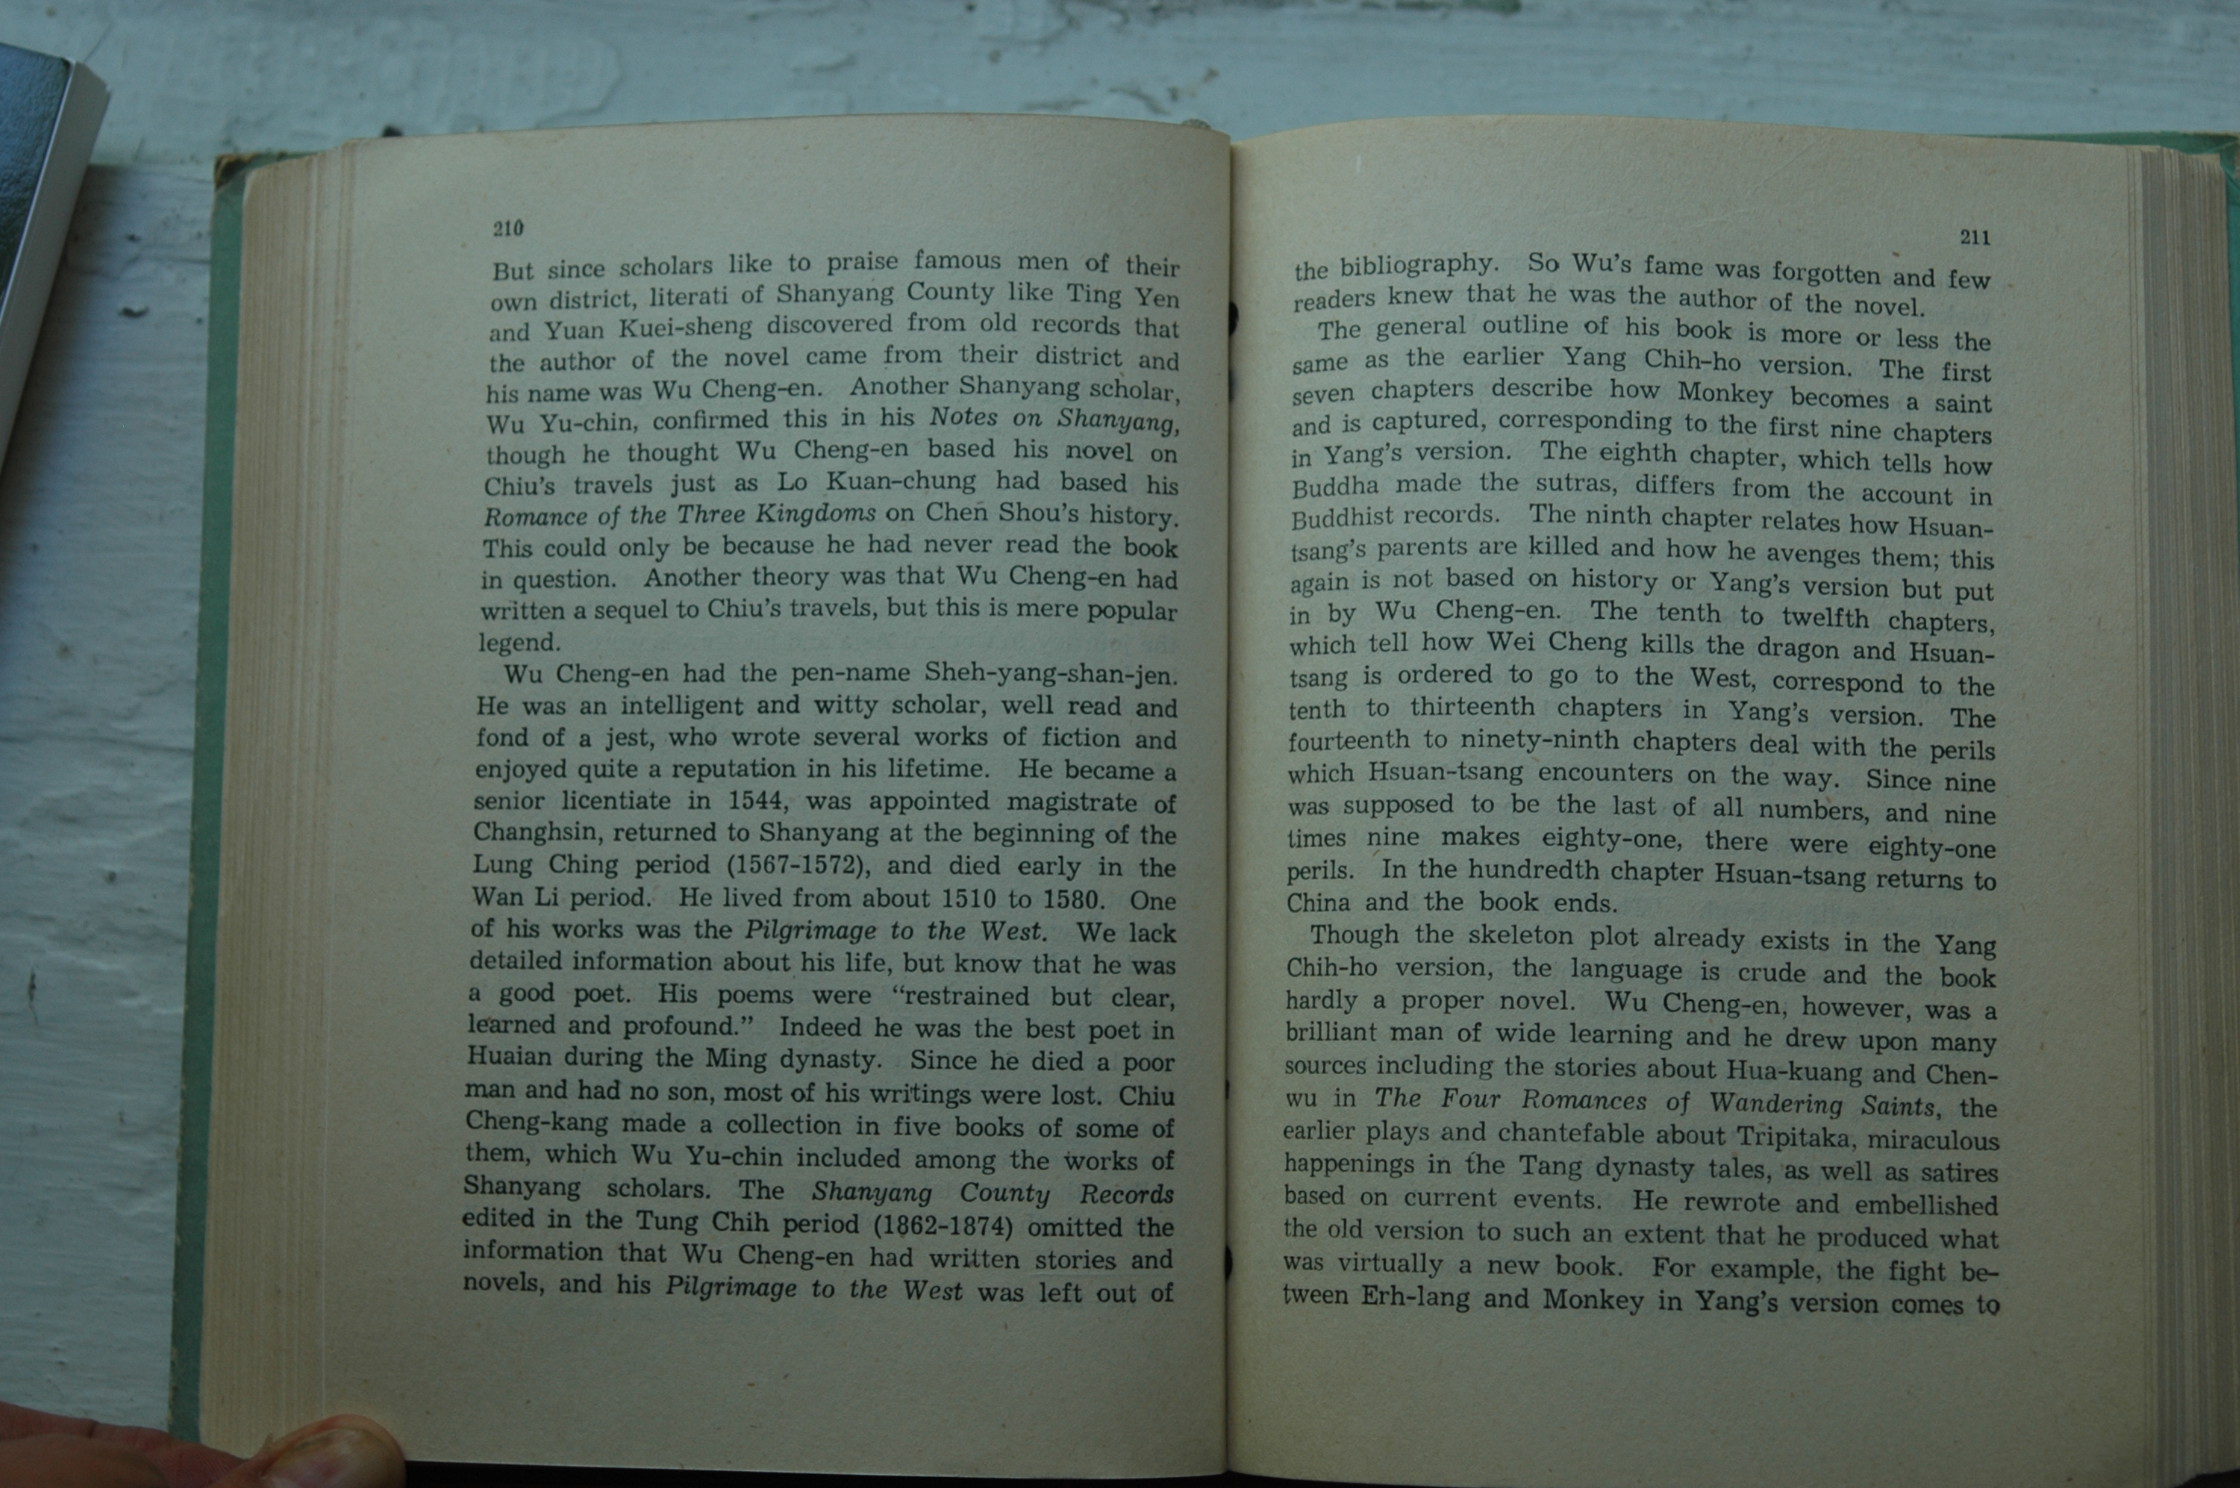 210
But since scholars like to praise famous men of their
own district, literati of Shanyang County like Ting Yen
and Yuan Kuei-sheng discovered from old records that
the author of the novel came from their district and
his name was Wu Cheng-en. Another Shanyang scholar,
Wu Yu-chin, confirmed this in his Notes on Shanyang,
though he thought Wu Cheng-en based his novel on
Chiu's travels just as Lo Kuan-chung had based his
Romance of the Three Kingdoms on Chen Shou's history.
This could only be because he had never read the book
in question. Another theory was that Wu Cheng-en had
written a sequel to Chiu's travels, but this is mere popular
legend.
Wu Cheng-en had the pen-name Sheh-yang-shan-jen.
He was an intelligent and witty scholar, well read and
fond of a jest, who wrote several works of fiction and
enjoyed quite a reputation in his lifetime. He became a
senior licentiate in 1544, was appointed magistrate of
Changhsin, returned to Shanyang at the beginning of the
Lung Ching period (1567-1572), and died early in the
Wan Li period. He lived from about 1510 to 1580. One
of his works was the Pilgrimage to the West. We lack
detailed information about his life, but know that he was
a good poet. His poems were “restrained but clear,
learned and profound.” Indeed he was the best poet in
Huaian during the Ming dynasty. Since he died a poor
man and had no son, most of his writings were lost. Chiu
Cheng-kang made a collection in five books of some of
them, which Wu Yu-chin included among the works of
Shanyang scholars. The Shanyang County Records
edited in the Tung Chih period (1862-1874) omitted the
information that Wu Cheng-en had written stories and
novels, and his Pilgrimage to the West was left out of
211
the bibliography. So Wu's fame was forgotten and few
readers knew that he was the author of the novel.
The general outline of his book is more or less the
same as the earlier Yang Chih-ho version. The first
seven chapters describe how Monkey becomes a saint
and is captured, corresponding to the first nine chapters
in Yang's version. The eighth chapter, which tells how
Buddha made the sutras, differs from the account in
Buddhist records. The ninth chapter relates how Hsuan-
tsang's parents are killed and how he avenges them; this
again is not based on history or Yang's version but put
in by Wu Cheng-en. The tenth to twelfth chapters,
which tell how Wei Cheng kills the dragon and Hsuan-
tsang is ordered to go to the West, correspond to the
tenth to thirteenth chapters in Yang's version. The
fourteenth to ninety-ninth chapters deal with the perils
which Hsuan-tsang encounters on the way. Since nine
was supposed to be the last of all numbers, and nine
times nine makes eighty-one, there were eighty-one
perils. In the hundredth chapter Hsuan-tsang returns to
China and the book ends.
Though the skeleton plot already exists in the Yang
Chih-ho version, the language is crude and the book
hardly a proper novel. Wu Cheng-en, however, was a
brilliant man of wide learning and he drew upon many
sources including the stories about Hua-kuang and Chen-
wu in The Four Romances of Wandering Saints, the
earlier plays and chantefable about Tripitaka, miraculous
happenings in the Tang dynasty tales, as well as satires
based on current events. He rewrote and embellished
the old version to such an extent that he produced what
was virtually a new book. For example, the fight be-
tween Erh-lang and Monkey in Yang's version comes to